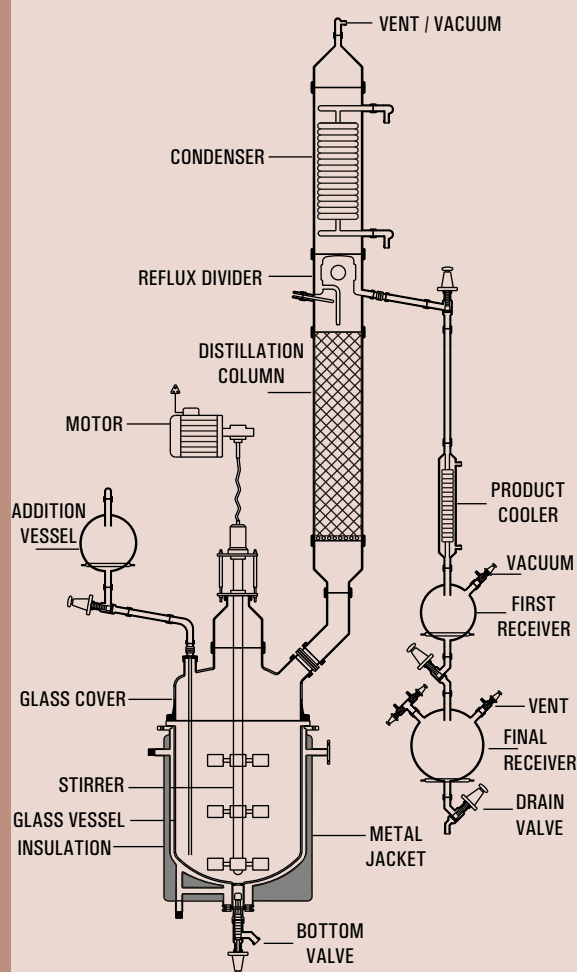 VENT / VACUUM
CONDENSER
REFLUX DIVIDER
DISTILLATION
COLUMN
MOTOR
ADDITION
VESSEL
PRODUCT
COOLER
VACUUM
FIRST
RECEIVER
GLASS COVER
VENT
FINAL
RECEIVER
STIRRER
GLASS VESSEL
INSULATION
METAL
JACKET
DRAIN
VALVE
BOTTOM
VALVE